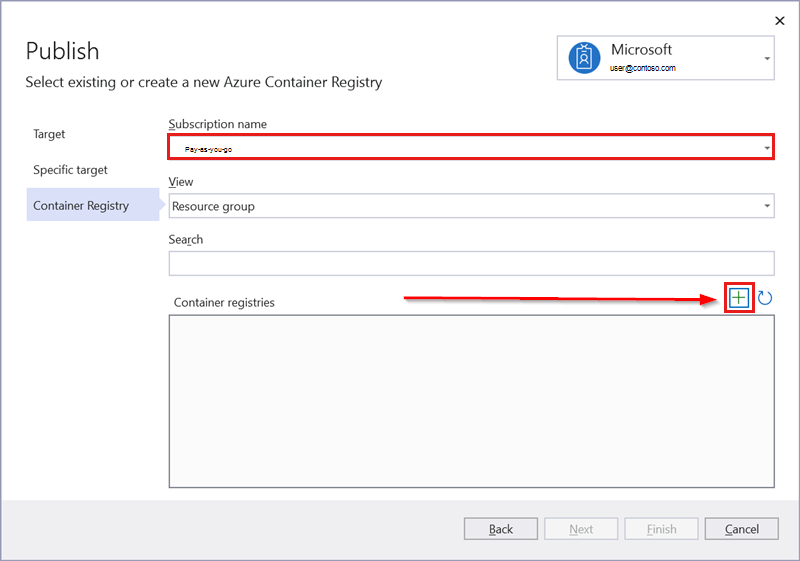 Publish
Select existing or create a new Azure Container Registry
Microsoft
user@contoso.com
Target
Specific target
Container Registry
Subscription name
Pay-as-you-go
View
Resource group
Search
Container registries
Back
Next
Finish
Cancel